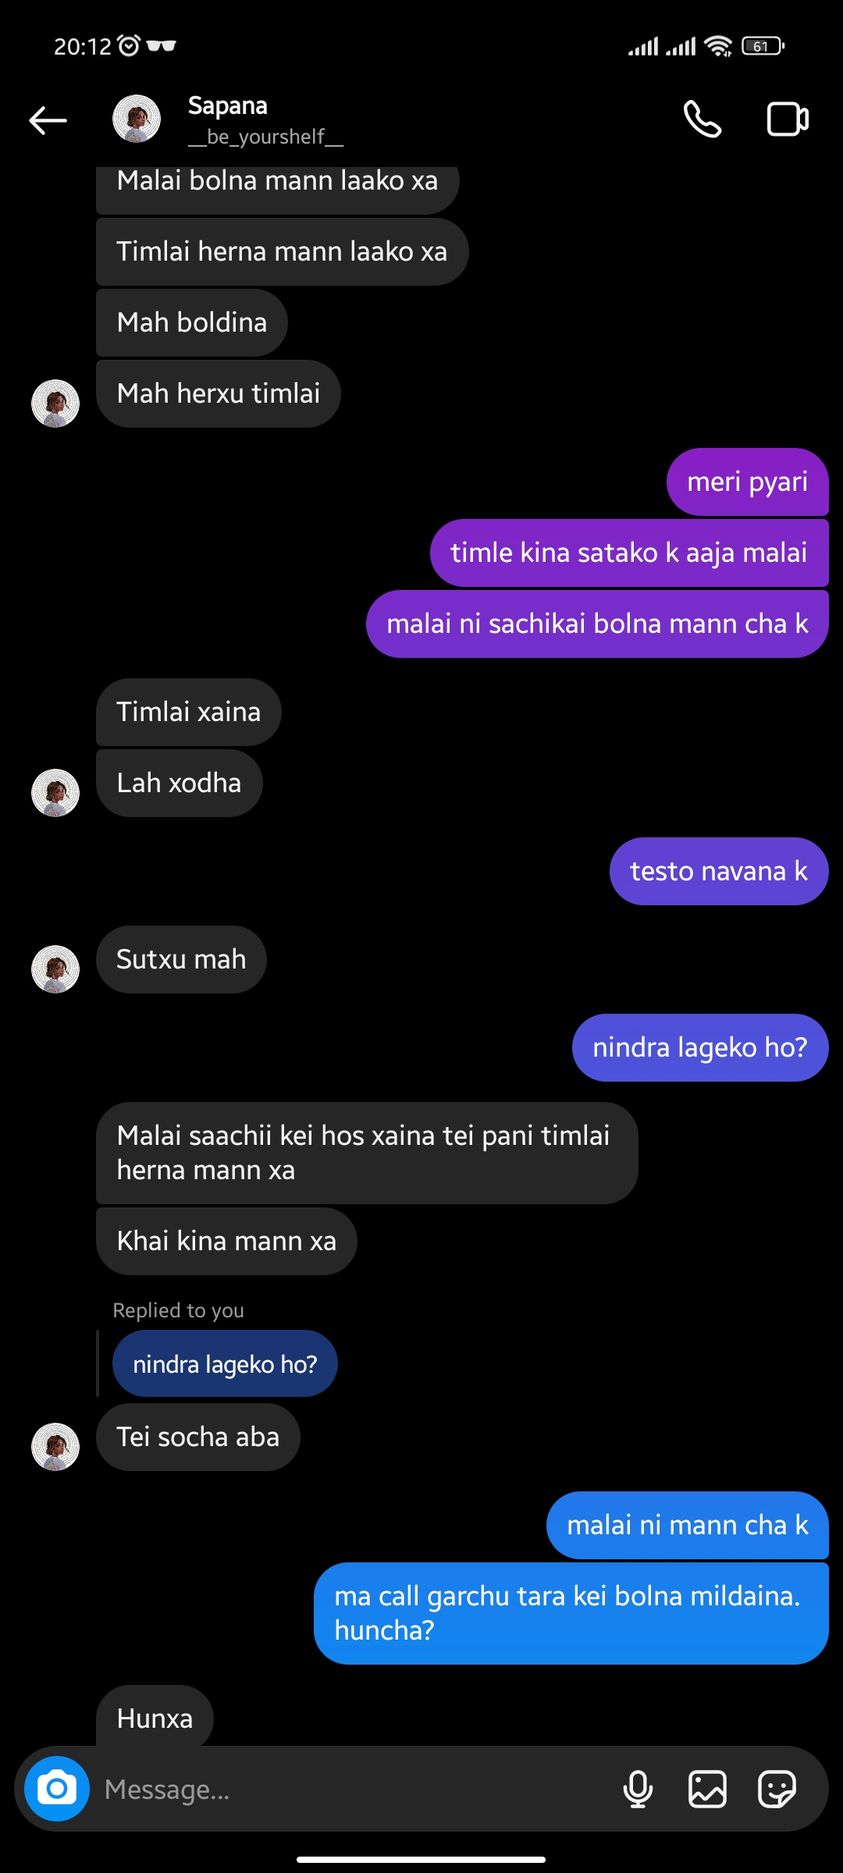 20:12
61
Sapana
__be_yourshelf__
Malai bolna mann laako xa
Timlai herna mann laako xa
Mah boldina
Mah herxu timlai
meri pyari
timle kina satako k aaja malai
malai ni sachikai bolna mann cha k
Timlai xaina
Lah xodha
testo navana k
Sutxu mah
nindra lageko ho?
Malai saachii kei hos xaina tei pani timlai
herna mann xa
Khai kina mann xa
Replied to you
nindra lageko ho?
Tei socha aba
malai ni mann cha k
ma call garchu tara kei bolna mildaina.
huncha?
Hunxa
Message...